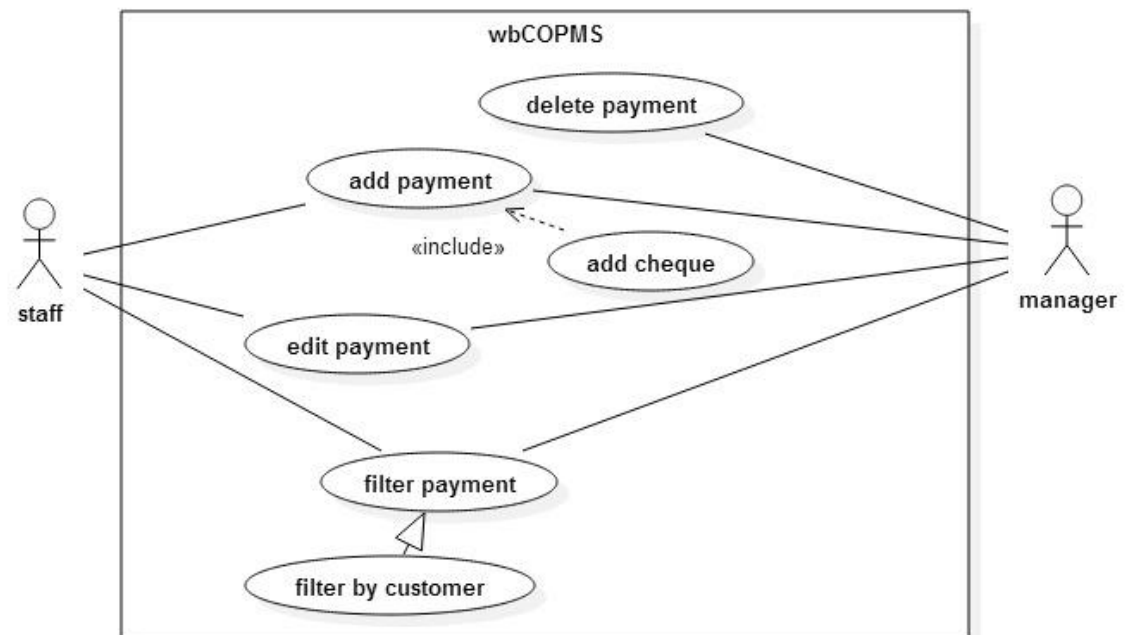 wbCOPMS
delete payment
add payment
«include»
add cheque
staff
manager
edit payment
filter payment
filter by customer